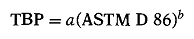 TBP = a(ASTM D 86)ᵇ